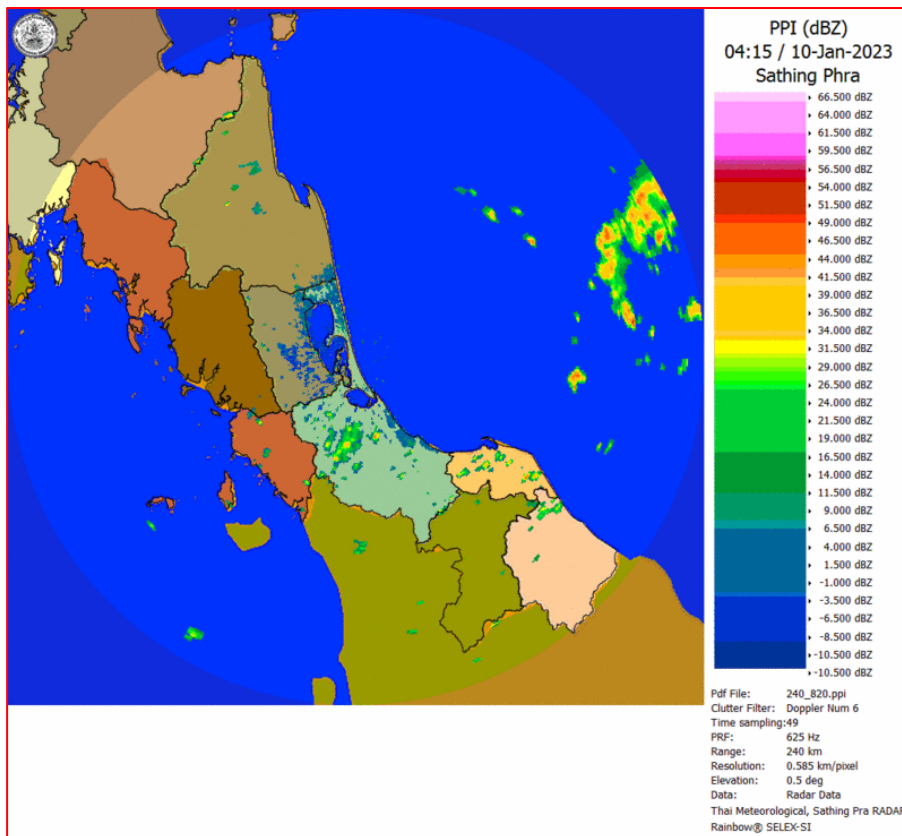 PPI (dBZ)
04:15 / 10-Jan-2023
Sathing Phra
66.500 dBZ
64.000 dBZ
61.500 dBZ
59.500 dBZ
56.500 dBZ
54.000 dBZ
51.500 dBZ
49.000 dBZ
46.500 dBZ
44.000 dBZ
41.500 dBZ
39.000 dBZ
36.500 dBZ
34.000 dBZ
31.500 dBZ
29.000 dBZ
26.500 dBZ
24.000 dBZ
21.500 dBZ
19.000 dBZ
16.500 dBZ
14.000 dBZ
11.500 dBZ
9.000 dBZ
6.500 dBZ
4.000 dBZ
1.500 dBZ
-1.000 dBZ
-3.500 dBZ
-6.500 dBZ
-8.500 dBZ
-10.500 dBZ
-10.500 dBZ
Pdf File: 240_820.ppi
Clutter Filter: Doppler Num 6
Time sampling:49
PRF: 625 Hz
Range: 240 km
Resolution: 0.585 km/pixel
Elevation: 0.5 deg
Data: Radar Data
Thai Meteorological, Sathing Pra RADAR
Rainbow® SELEX-SI